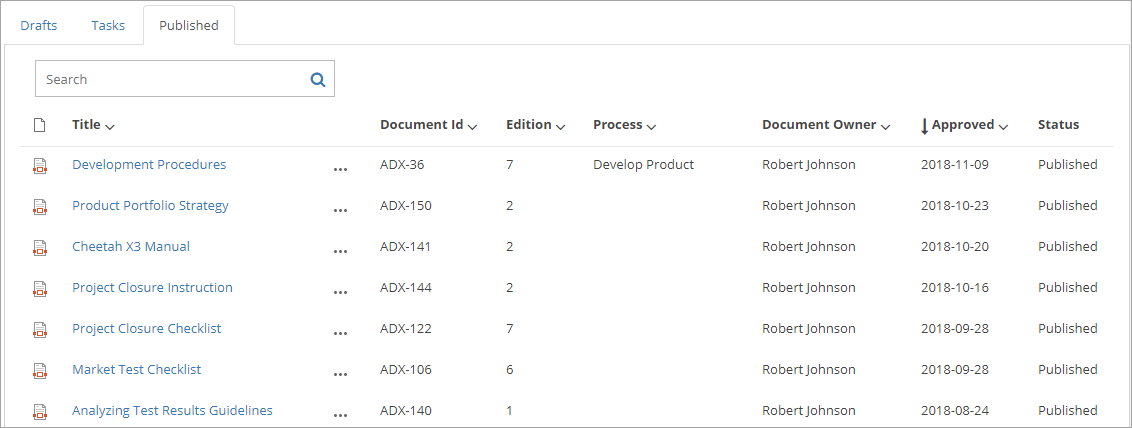 Drafts Tasks Published
Search
Title Document Id Edition Process Document Owner Approved Status
Development Procedures ... ADX-36 7 Develop Product Robert Johnson 2018-11-09 Published
Product Portfolio Strategy ... ADX-150 2 Robert Johnson 2018-10-23 Published
Cheetah X3 Manual ... ADX-141 2 Robert Johnson 2018-10-20 Published
Project Closure Instruction ... ADX-144 2 Robert Johnson 2018-10-16 Published
Project Closure Checklist ... ADX-122 7 Robert Johnson 2018-09-28 Published
Market Test Checklist ... ADX-106 6 Robert Johnson 2018-09-28 Published
Analyzing Test Results Guidelines ... ADX-140 1 Robert Johnson 2018-08-24 Published